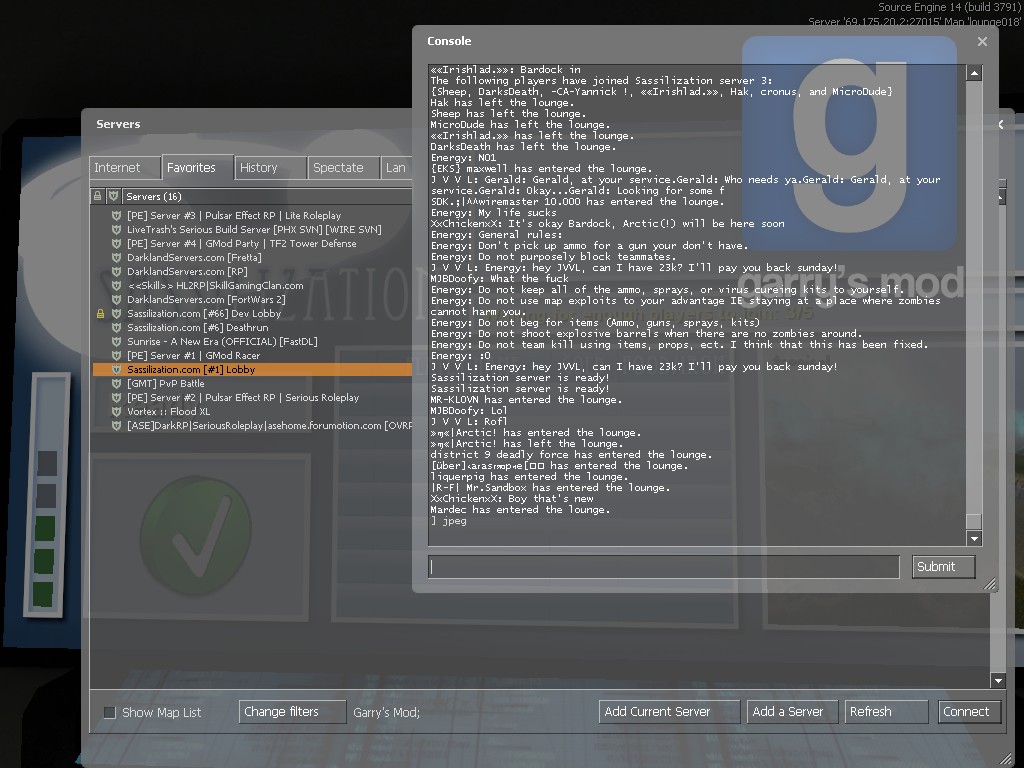 Source Engine 14 (build 3791)
Server '69.175.20.2:27015' Map 'lounge018'
Console
««Irishlad.»»: Bardock in
The following players have joined Sassilization server 3:
{Sheep, DarksDeath, -CA-Yannick !, ««Irishlad.»», Hak, cronus, and MicroDude}
Hak has left the lounge.
Sheep has left the lounge.
MicroDude has left the lounge.
««Irishlad.»» has left the lounge.
DarksDeath has left the lounge.
Energy: NO1
{EKS} maxwell has entered the lounge.
J V V L: Gerald: Gerald, at your service.Gerald: Who needs ya.Gerald: Gerald, at your
service.Gerald: Okay...Gerald: Looking for some f
SDK.;|^^wiremaster 10.000 has entered the lounge.
Energy: My life sucks
XxChickenxX: It's okay Bardock, Arctic(!) will be here soon
Energy: General rules:
Energy: Don't pick up ammo for a gun your don't have.
Energy: Do not purposely block teammates.
J V V L: Energy: hey JVVL, can I have 23k? I'll pay you back sunday!
MJBDoofy: What the fuck
Energy: Do not keep all of the ammo, sprays, or virus cureing kits to yourself.
Energy: Do not use map exploits to your advantage IE staying at a place where zombies
cannot harm you.
Energy: Do not beg for items (Ammo, guns, sprays, kits)
Energy: Do not shoot explosive barrels when there are no zombies around.
Energy: Do not team kill using items, props, ect. I think that this has been fixed.
Energy: :O
J V V L: Energy: hey JVVL, can I have 23k? I'll pay you back sunday!
Sassilization server is ready!
Sassilization server is ready!
MR-KLOVN has entered the lounge.
MJBDoofy: Lol
J V V L: Rofl
»ɱ«|Arctic! has entered the lounge.
»ɱ«|Arctic! has left the lounge.
district 9 deadly force has entered the lounge.
has entered the lounge.
liquerpig has entered the lounge.
|R-F| Mr.Sandbox has entered the lounge.
XxChickenxX: Boy that's new
Mardec has entered the lounge.
] jpeg
Submit
g
garry's mod
Servers
Internet Favorites History Spectate Lan
Servers (16)
[PE] Server #3 | Pulsar Effect RP | Lite Roleplay
LiveTrash's Serious Build Server [PHX SVN] [WIRE SVN]
[PE] Server #4 | GMod Party | TF2 Tower Defense
DarklandServers.com [Fretta]
DarklandServers.com [RP]
<<Skill>> HL2RP|SkillGamingClan.com
DarklandServers.com [FortWars 2]
Sassilization.com [#66] Dev Lobby
Sassilization.com [#6] Deathrun
Sunrise - A New Era (OFFICIAL) [FastDL]
[PE] Server #1 | GMod Racer
Sassilization.com [#1] Lobby
[GMT] PvP Battle
[PE] Server #2 | Pulsar Effect RP | Serious Roleplay
Vortex :: Flood XL
[ASE]DarkRP|SeriousRoleplay|asehome.forumotion.com [OVRP
Show Map List
Change filters
Garry's Mod;
Add Current Server
Add a Server
Refresh
Connect